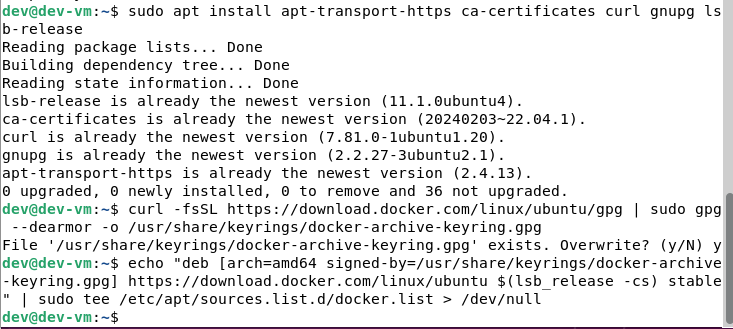 dev@dev-vm:~$ sudo apt install apt-transport-https ca-certificates curl gnupg ls
b-release
Reading package lists... Done
Building dependency tree... Done
Reading state information... Done
lsb-release is already the newest version (11.1.0ubuntu4).
ca-certificates is already the newest version (20240203~22.04.1).
curl is already the newest version (7.81.0-1ubuntu1.20).
gnupg is already the newest version (2.2.27-3ubuntu2.1).
apt-transport-https is already the newest version (2.4.13).
0 upgraded, 0 newly installed, 0 to remove and 36 not upgraded.
dev@dev-vm:~$ curl -fsSL https://download.docker.com/linux/ubuntu/gpg | sudo gpg
 --dearmor -o /usr/share/keyrings/docker-archive-keyring.gpg
File '/usr/share/keyrings/docker-archive-keyring.gpg' exists. Overwrite? (y/N) y
dev@dev-vm:~$ echo "deb [arch=amd64 signed-by=/usr/share/keyrings/docker-archive
-keyring.gpg] https://download.docker.com/linux/ubuntu $(lsb_release -cs) stable
" | sudo tee /etc/apt/sources.list.d/docker.list > /dev/null
dev@dev-vm:~$